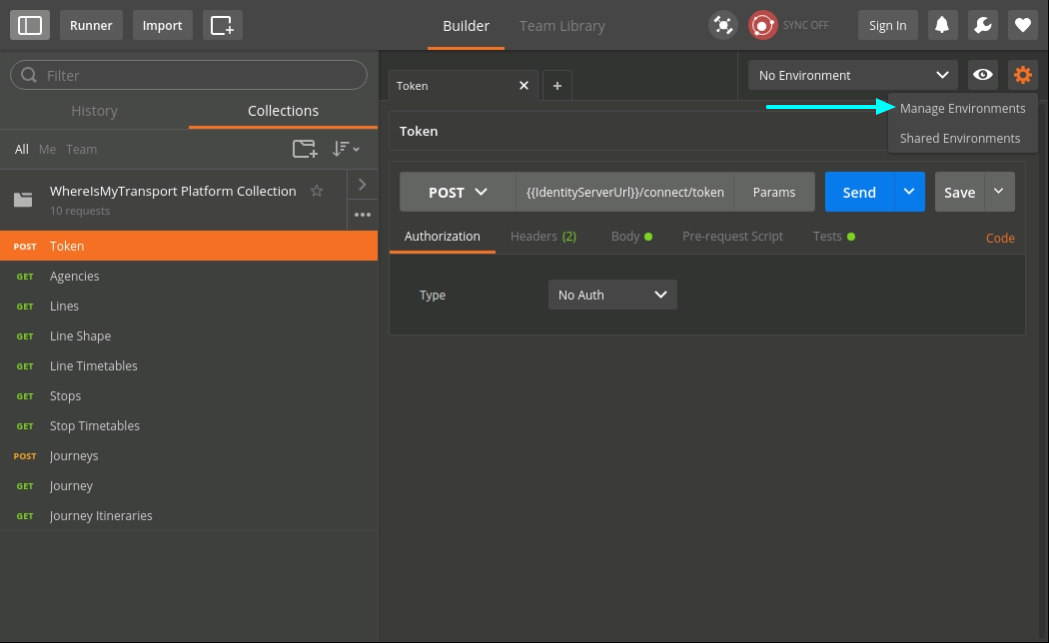 Runner Import Builder Team Library SYNC OFF Sign In
Filter
No Environment
Token +
History Collections
Manage Environments
Shared Environments
Token
All Me Team
WhereIsMyTransport Platform Collection
10 requests
POST {{IdentityServerUrl}}/connect/token Params Send Save
Authorization Headers (2) Body Pre-request Script Tests Code
Type No Auth
POST Token
GET Agencies
GET Lines
GET Line Shape
GET Line Timetables
GET Stops
GET Stop Timetables
POST Journeys
GET Journey
GET Journey Itineraries